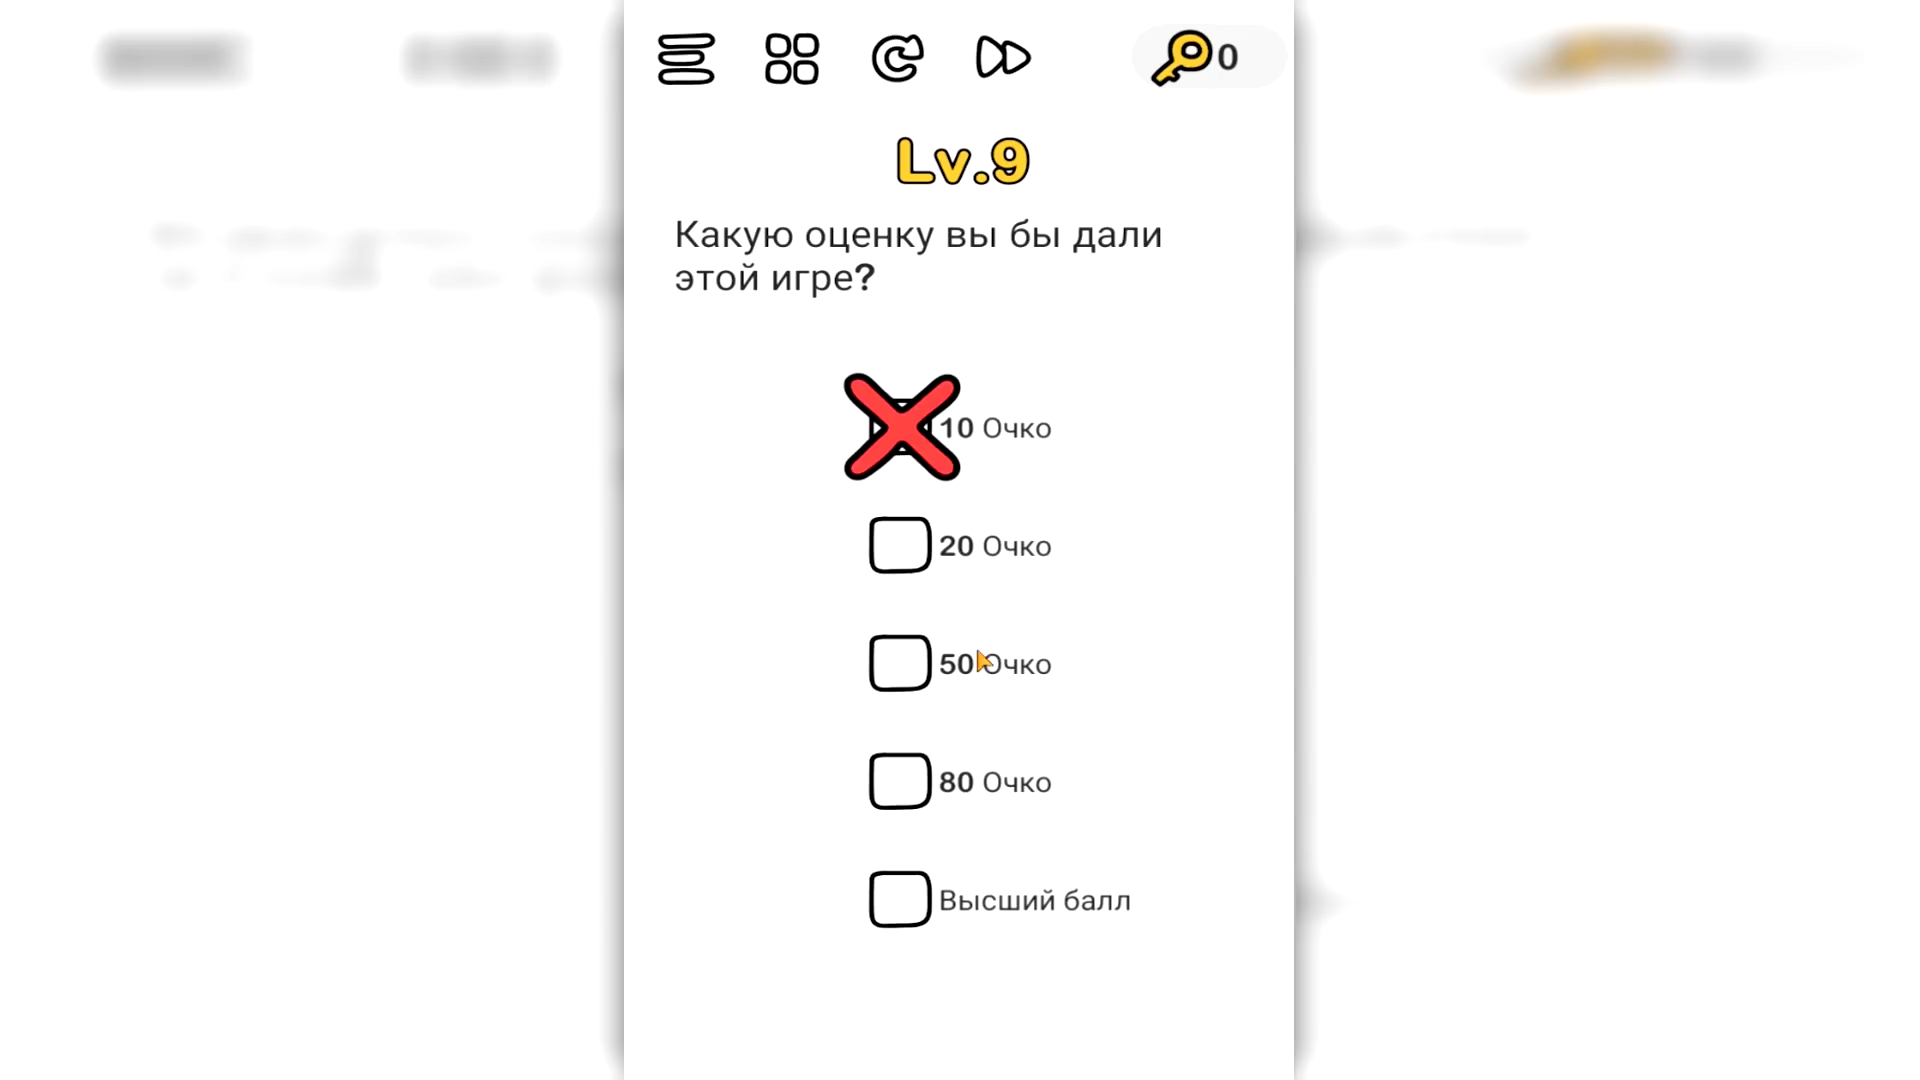 0
Lv.9
Какую оценку вы бы дали
этой игре?
10 Очко
20 Очко
50 Очко
80 Очко
Высший балл